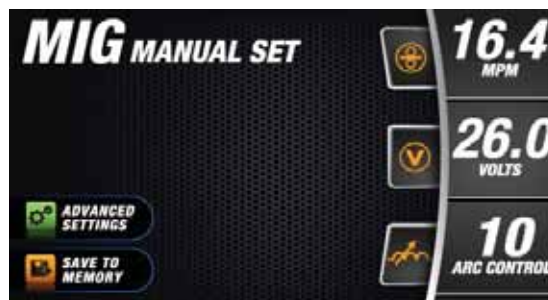 MIG MANUAL SET
16.4
MPM
V
26.0
VOLTS
ADVANCED
SETTINGS
10
ARC CONTROL
SAVE TO
MEMORY